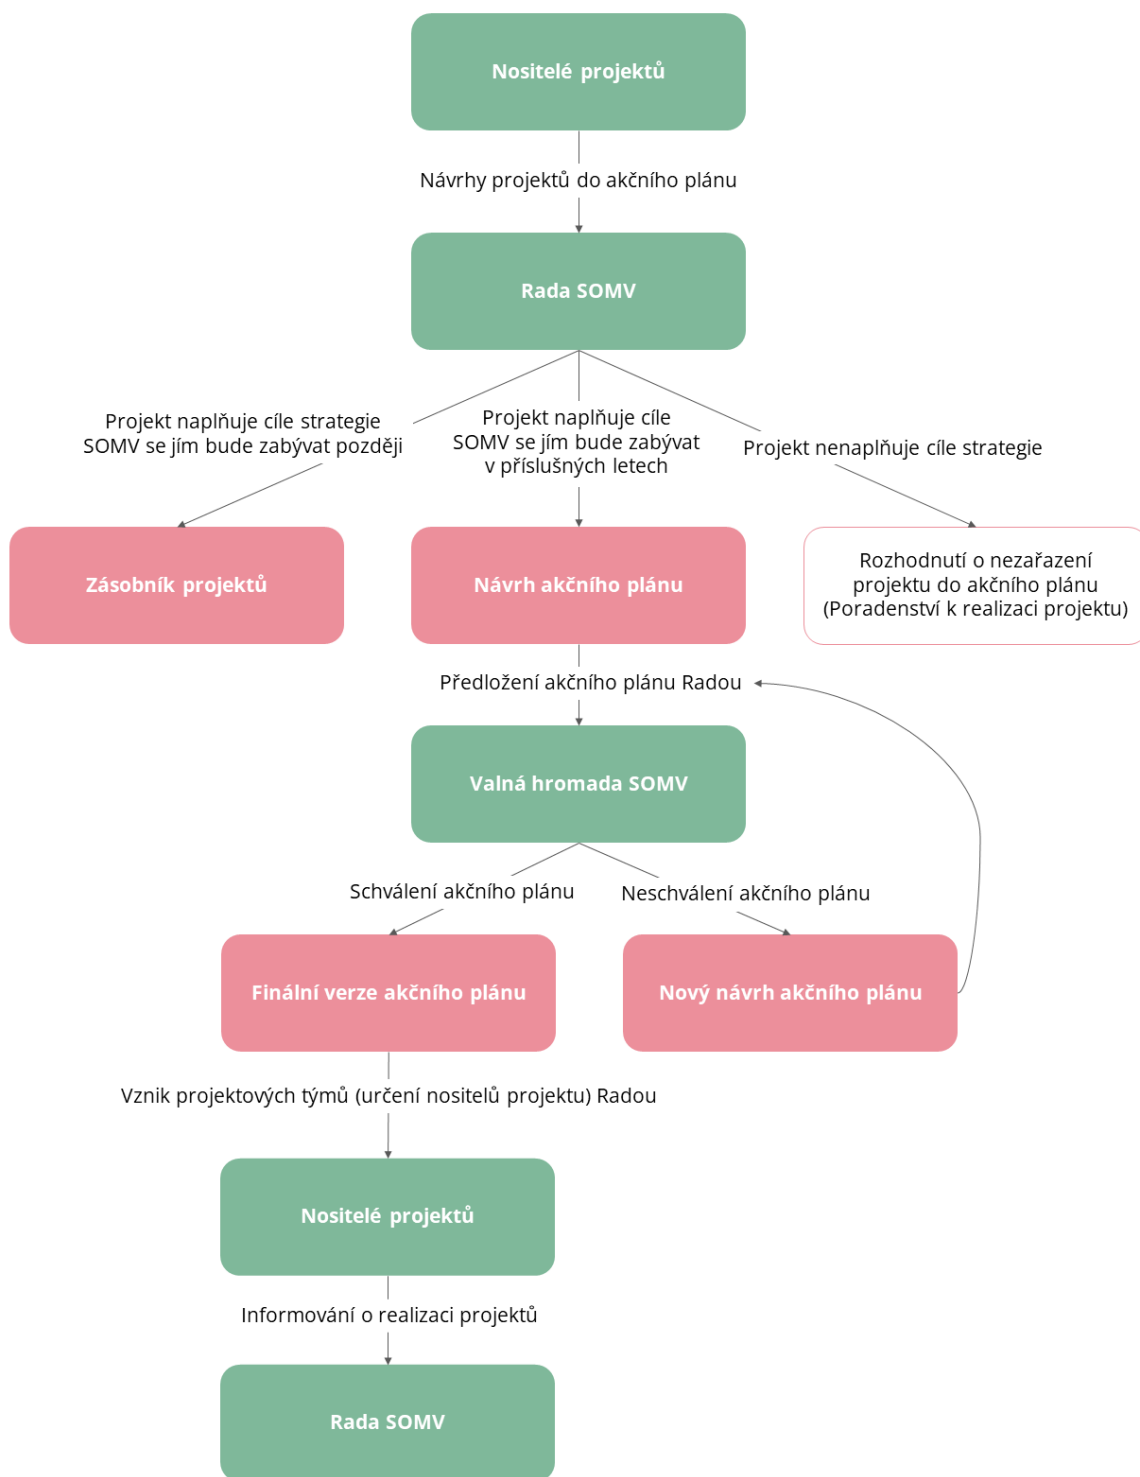 Nositelé projektů
Návrhy projektů do akčního plánu
Rada SOMV
Projekt naplňuje cíle strategie
SOMV se jím bude zabývat později
Projekt naplňuje cíle
SOMV se jím bude zabývat
v příslušných letech
Projekt nenaplňuje cíle strategie
Zásobník projektů
Návrh akčního plánu
Rozhodnutí o nezařazení
projektu do akčního plánu
(Poradenství k realizaci projektu)
Předložení akčního plánu Radou
Valná hromada SOMV
Schválení akčního plánu
Neschválení akčního plánu
Finální verze akčního plánu
Nový návrh akčního plánu
Vznik projektových týmů (určení nositelů projektu) Radou
Nositelé projektů
Informování o realizaci projektů
Rada SOMV